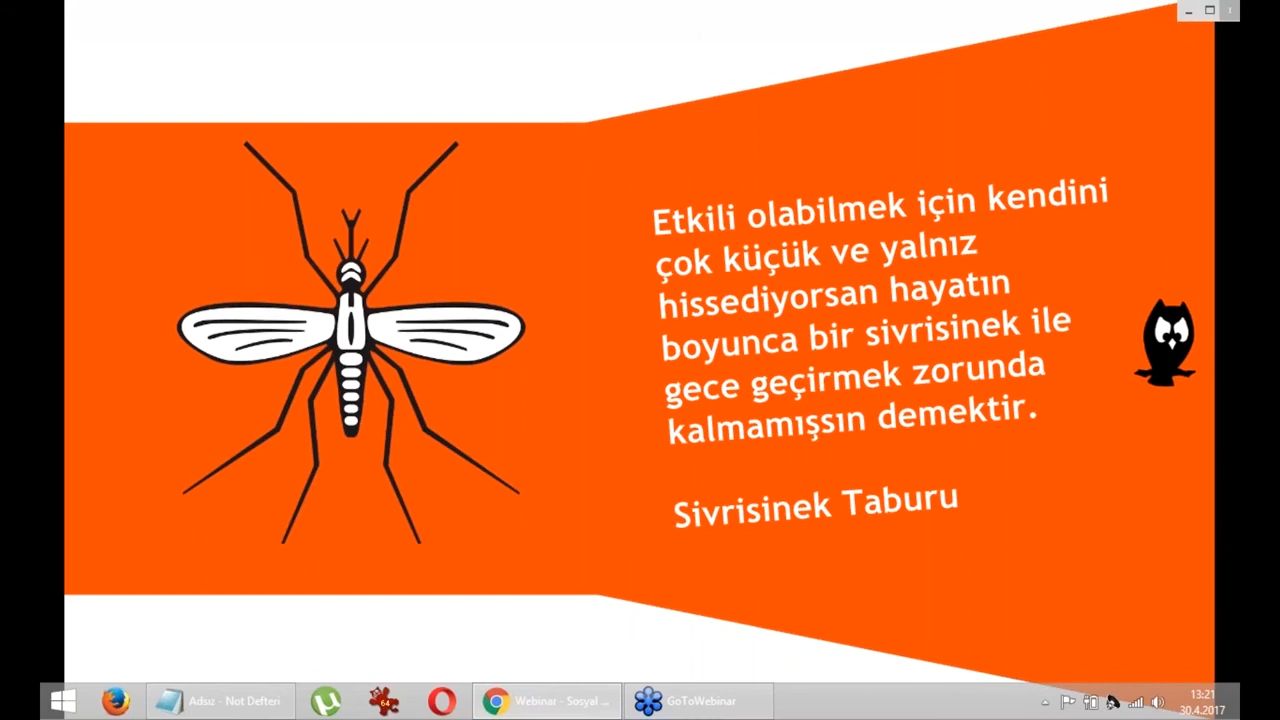 Etkili olabilmek için kendini
çok küçük ve yalnız
hissediyorsan hayatın
boyunca bir sivrisinek ile
gece geçirmek zorunda
kalmamışsın demektir.
Sivrisinek Taburu
Adsız - Not Defteri
64
Webinar - Sosyal ...
GoToWebinar
13:21
30.4.2017